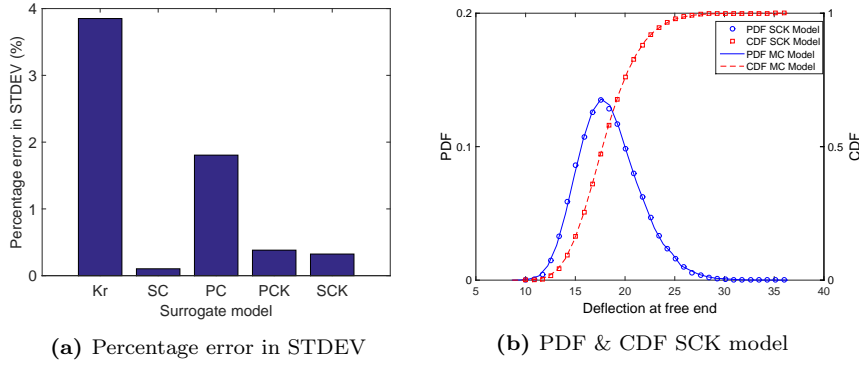 4
3
2
1
0
Percentage error in STDEV (%)
Kr SC PC PCK SCK
Surrogate model
(a) Percentage error in STDEV
0.2
0.1
0
PDF
1
0.5
0
CDF
PDF SCK Model
CDF SCK Model
PDF MC Model
CDF MC Model
5 10 15 20 25 30 35 40
Deflection at free end
(b) PDF & CDF SCK model